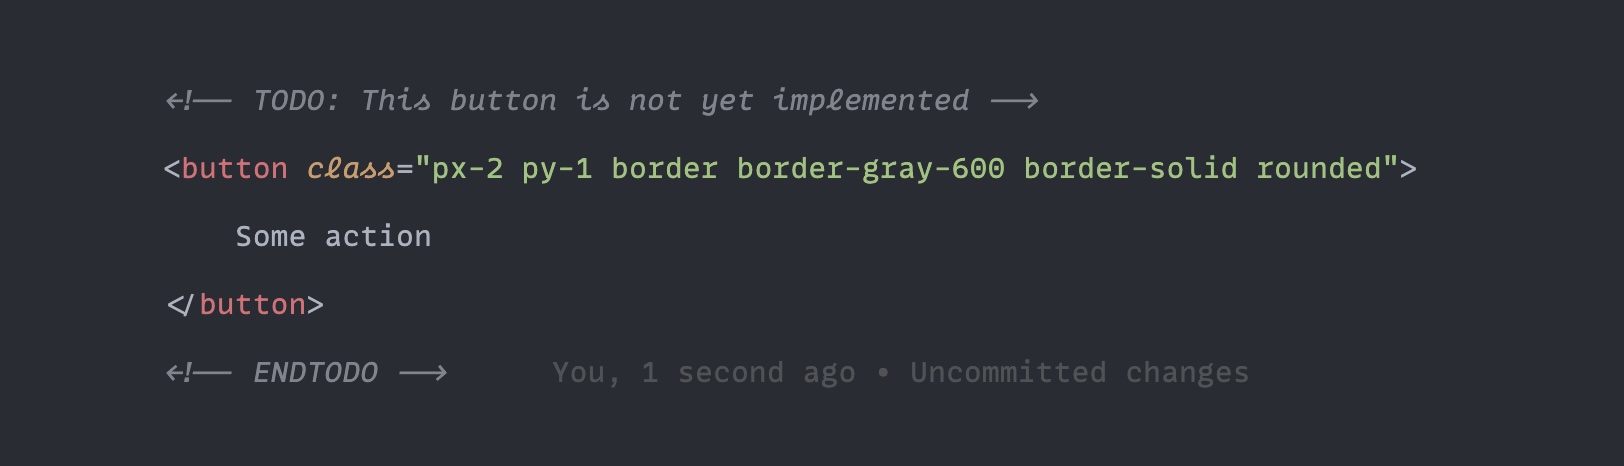 <!-- TODO: This button is not yet implemented -->
<button class="px-2 py-1 border border-gray-600 border-solid rounded">
    Some action
</button>
<!-- ENDTODO -->      You, 1 second ago • Uncommitted changes